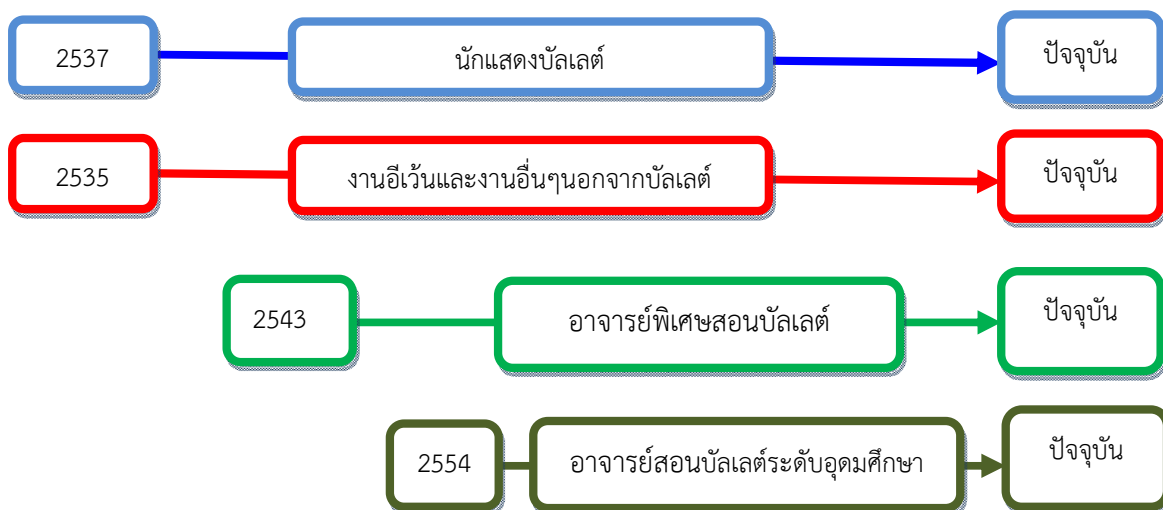 2537 นักแสดงบัลเลต์ ปัจจุบัน
2535 งานอีเว้นและงานอื่นๆนอกจากบัลเลต์ ปัจจุบัน
2543 อาจารย์พิเศษสอนบัลเลต์ ปัจจุบัน
2554 อาจารย์สอนบัลเลต์ระดับอุดมศึกษา ปัจจุบัน